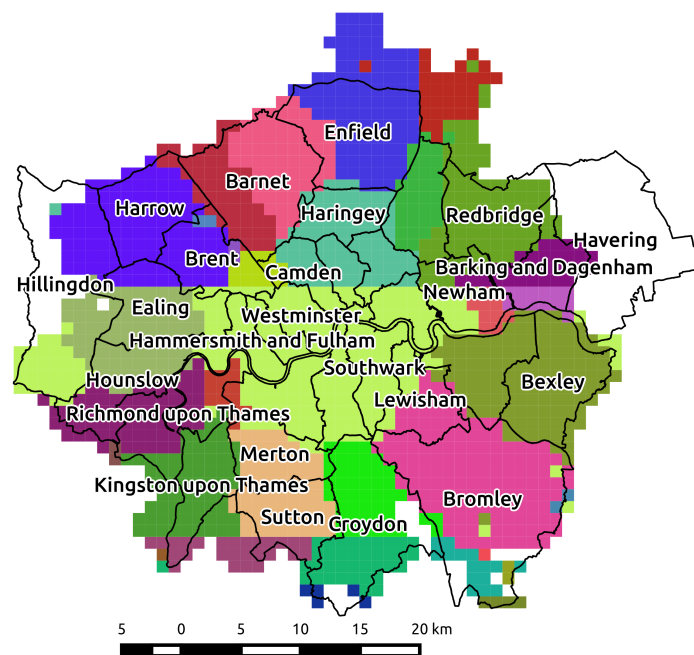 Enfield
Barnet
Harrow
Haringey
Redbridge
Havering
Brent
Barking and Dagenham
Camden
Hillingdon
Newham
Ealing
Westminster
Hammersmith and Fulham
Southwark
Hounslow
Bexley
Lewisham
Richmond upon Thames
Merton
Kingston upon Thames
Bromley
Sutton
Croydon
5 0 5 10 15 20 km